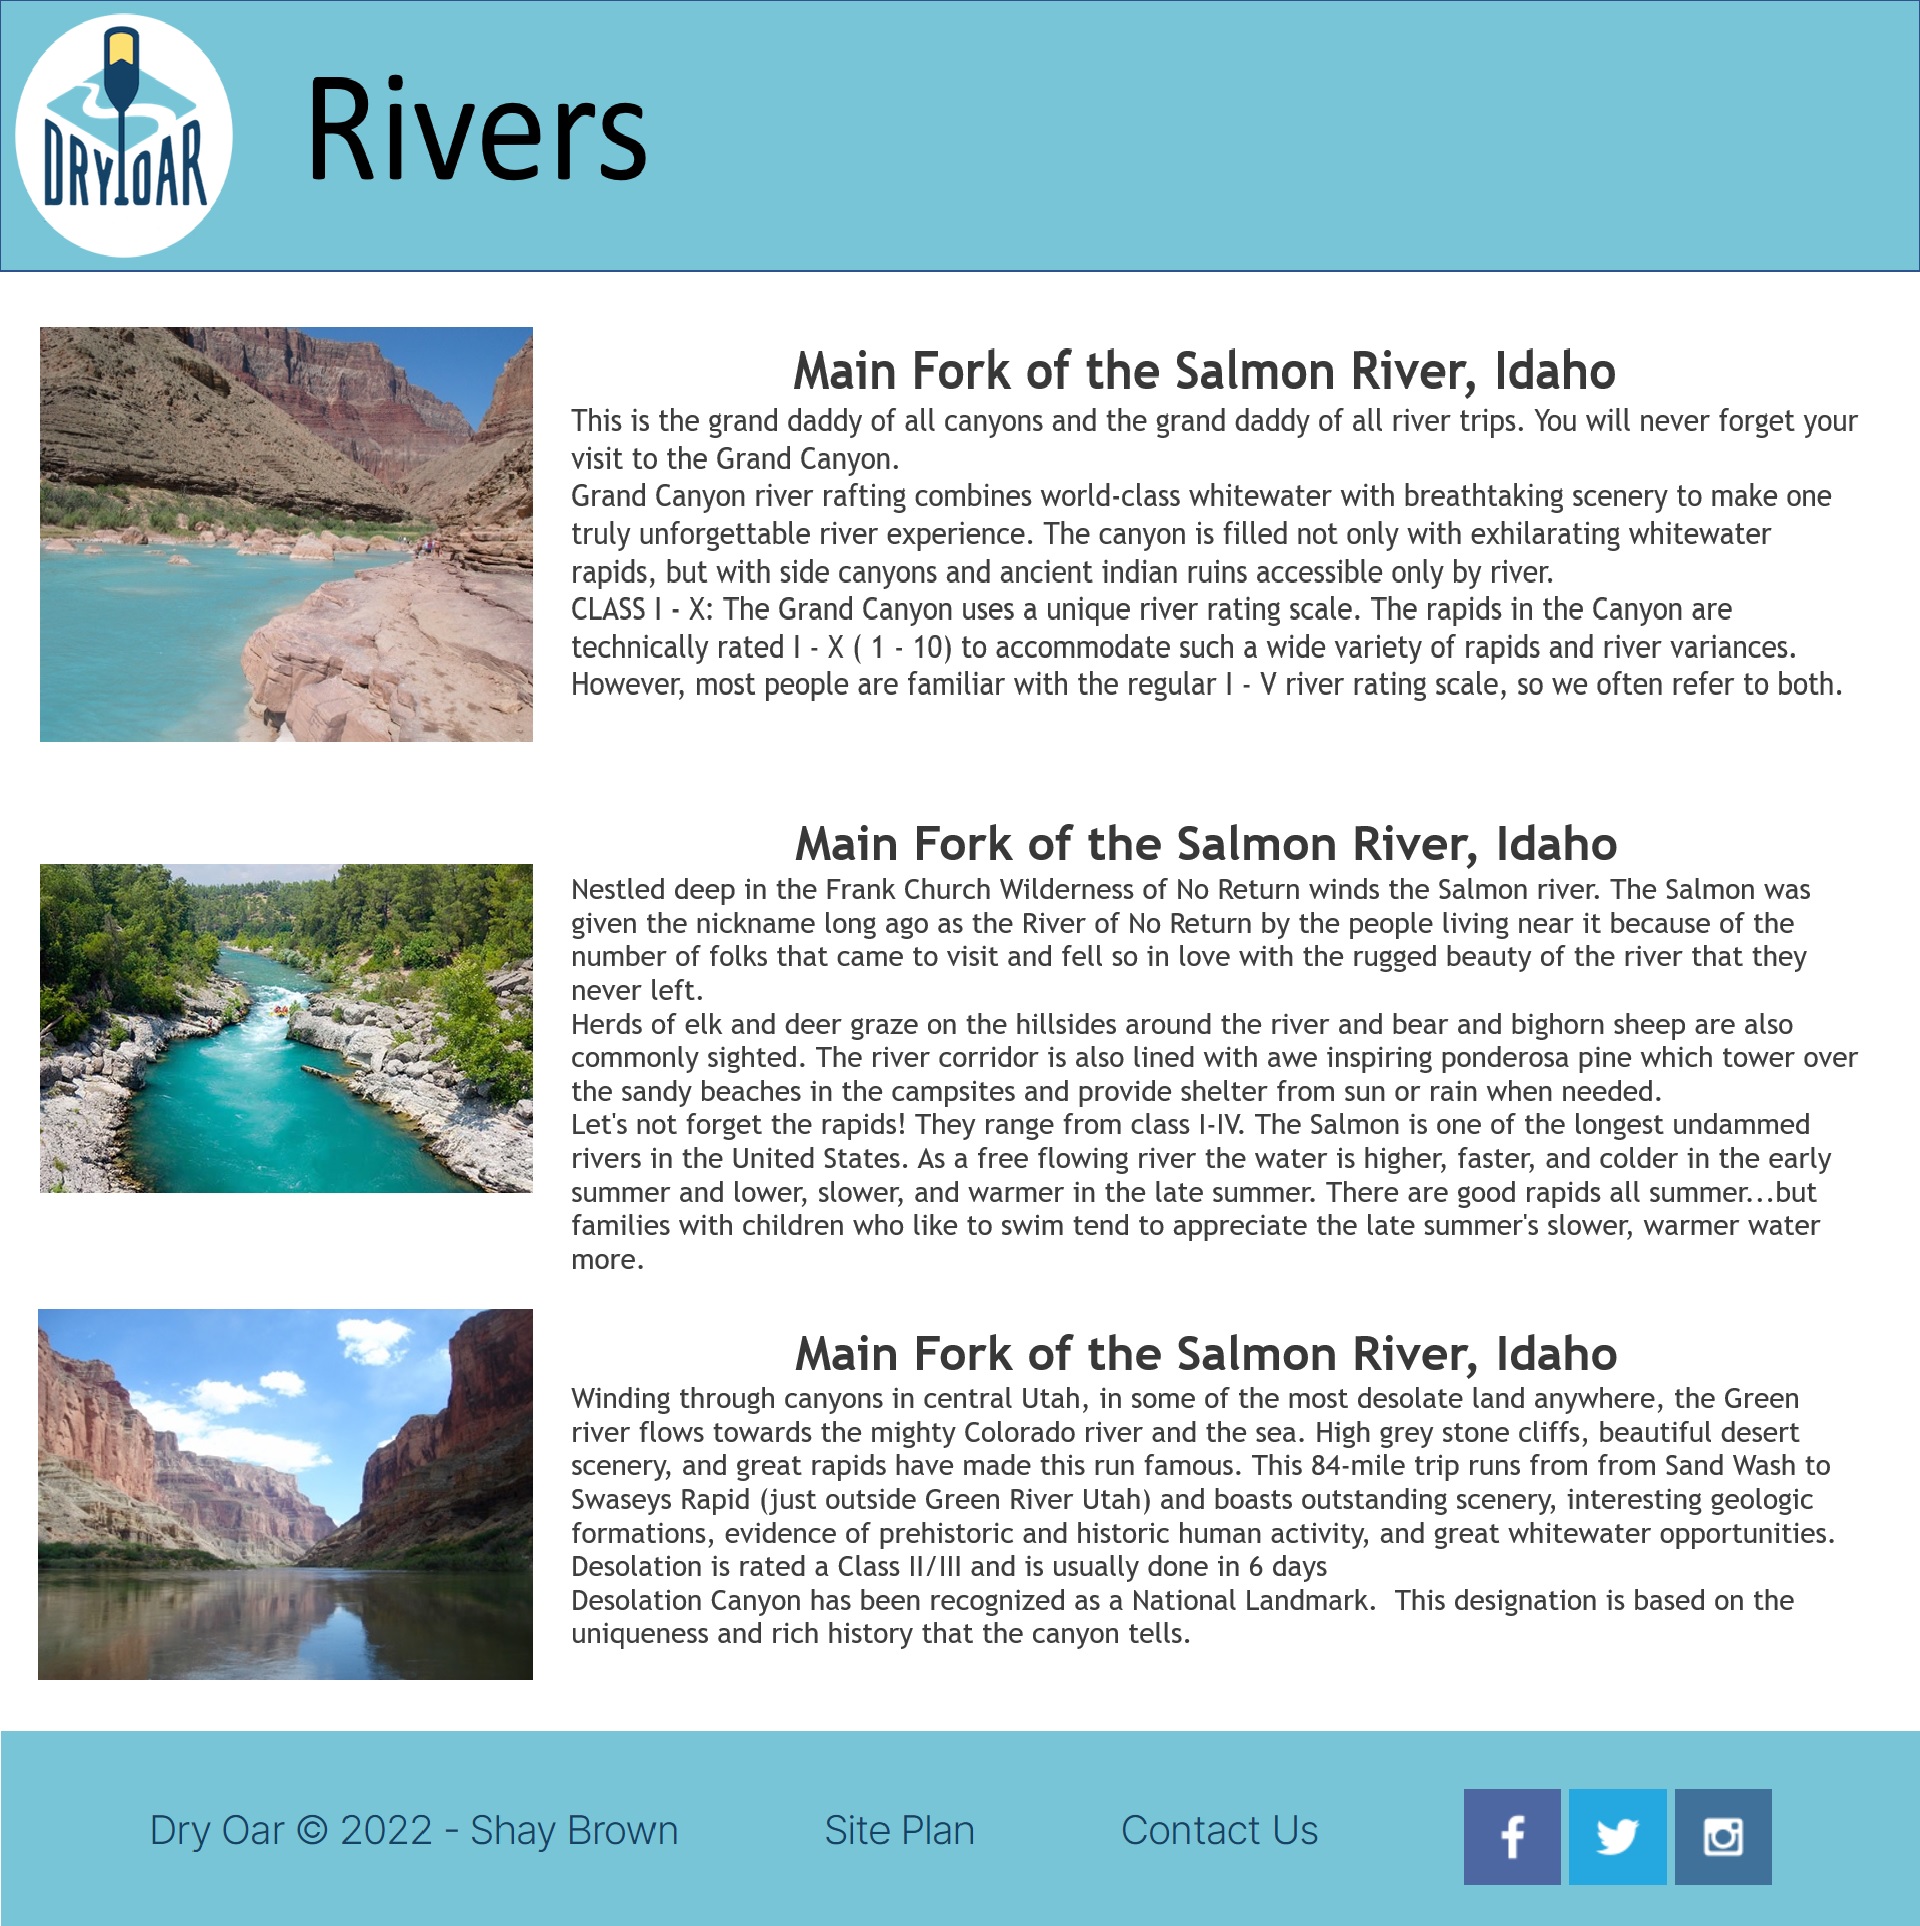 DRY OAR
Rivers
Main Fork of the Salmon River, Idaho
This is the grand daddy of all canyons and the grand daddy of all river trips. You will never forget your
visit to the Grand Canyon.
Grand Canyon river rafting combines world-class whitewater with breathtaking scenery to make one
truly unforgettable river experience. The canyon is filled not only with exhilarating whitewater
rapids, but with side canyons and ancient indian ruins accessible only by river.
CLASS I - X: The Grand Canyon uses a unique river rating scale. The rapids in the Canyon are
technically rated I - X ( 1 - 10) to accommodate such a wide variety of rapids and river variances.
However, most people are familiar with the regular I - V river rating scale, so we often refer to both.
Main Fork of the Salmon River, Idaho
Nestled deep in the Frank Church Wilderness of No Return winds the Salmon river. The Salmon was
given the nickname long ago as the River of No Return by the people living near it because of the
number of folks that came to visit and fell so in love with the rugged beauty of the river that they
never left.
Herds of elk and deer graze on the hillsides around the river and bear and bighorn sheep are also
commonly sighted. The river corridor is also lined with awe inspiring ponderosa pine which tower over
the sandy beaches in the campsites and provide shelter from sun or rain when needed.
Let's not forget the rapids! They range from class I-IV. The Salmon is one of the longest undammed
rivers in the United States. As a free flowing river the water is higher, faster, and colder in the early
summer and lower, slower, and warmer in the late summer. There are good rapids all summer...but
families with children who like to swim tend to appreciate the late summer's slower, warmer water
more.
Main Fork of the Salmon River, Idaho
Winding through canyons in central Utah, in some of the most desolate land anywhere, the Green
river flows towards the mighty Colorado river and the sea. High grey stone cliffs, beautiful desert
scenery, and great rapids have made this run famous. This 84-mile trip runs from from Sand Wash to
Swaseys Rapid (just outside Green River Utah) and boasts outstanding scenery, interesting geologic
formations, evidence of prehistoric and historic human activity, and great whitewater opportunities.
Desolation is rated a Class II/III and is usually done in 6 days
Desolation Canyon has been recognized as a National Landmark.  This designation is based on the
uniqueness and rich history that the canyon tells.
Dry Oar © 2022 - Shay Brown
Site Plan
Contact Us